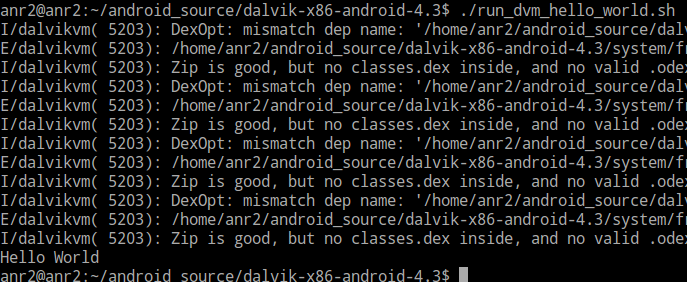 anr2@anr2:~/android_source/dalvik-x86-android-4.3$ ./run_dvm_hello_world.sh
I/dalvikvm( 5203): DexOpt: mismatch dep name: '/home/anr2/android_source/dalv
E/dalvikvm( 5203): /home/anr2/android_source/dalvik-x86-android-4.3/system/fr
I/dalvikvm( 5203): Zip is good, but no classes.dex inside, and no valid .odex
I/dalvikvm( 5203): DexOpt: mismatch dep name: '/home/anr2/android_source/dalv
E/dalvikvm( 5203): /home/anr2/android_source/dalvik-x86-android-4.3/system/fr
I/dalvikvm( 5203): Zip is good, but no classes.dex inside, and no valid .odex
I/dalvikvm( 5203): DexOpt: mismatch dep name: '/home/anr2/android_source/dalv
E/dalvikvm( 5203): /home/anr2/android_source/dalvik-x86-android-4.3/system/fr
I/dalvikvm( 5203): Zip is good, but no classes.dex inside, and no valid .odex
I/dalvikvm( 5203): DexOpt: mismatch dep name: '/home/anr2/android_source/dalv
E/dalvikvm( 5203): /home/anr2/android_source/dalvik-x86-android-4.3/system/fr
I/dalvikvm( 5203): Zip is good, but no classes.dex inside, and no valid .odex
Hello World
anr2@anr2:~/android_source/dalvik-x86-android-4.3$